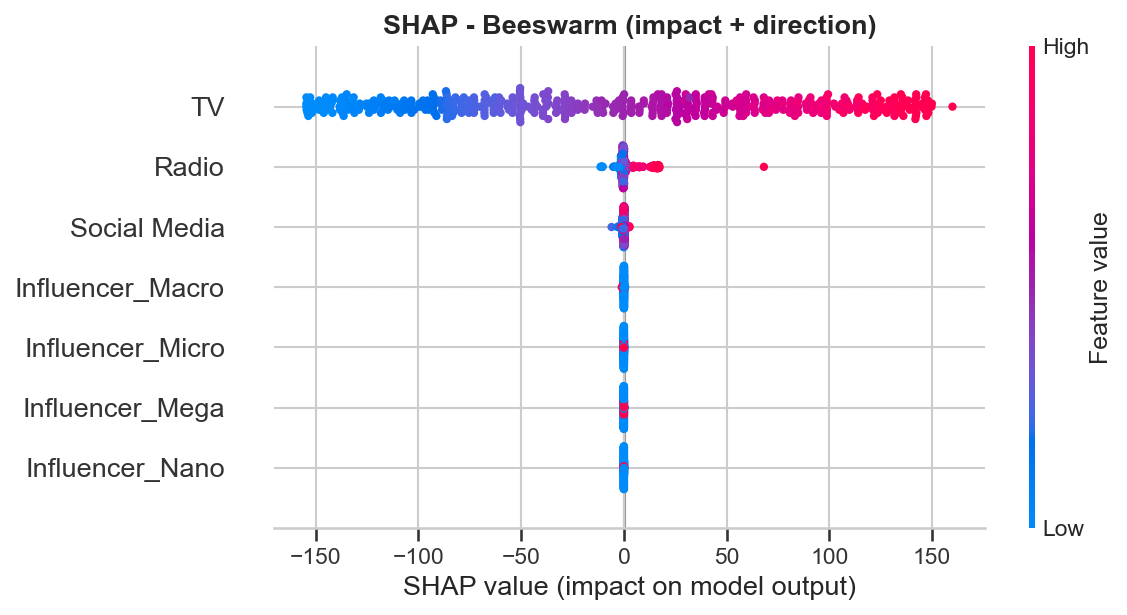 SHAP - Beeswarm (impact + direction)
High
TV
Radio
Social Media
Influencer_Macro
Influencer_Micro
Influencer_Mega
Influencer_Nano
Feature value
Low
−150 −100 −50 0 50 100 150
SHAP value (impact on model output)